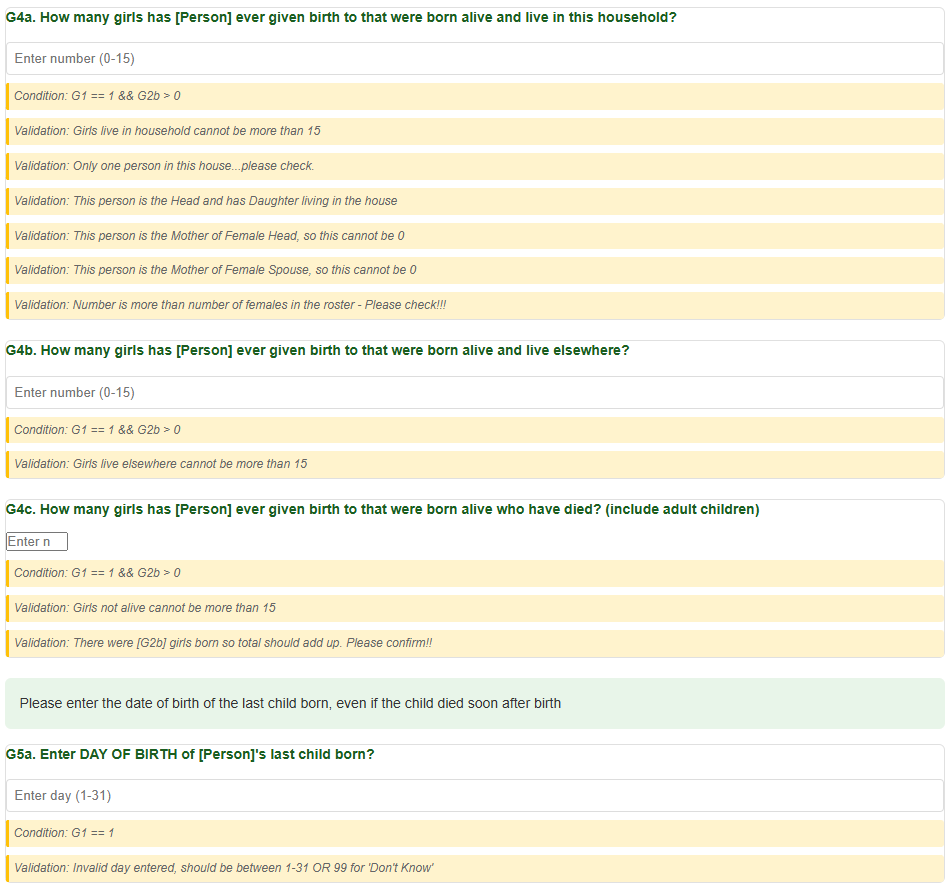 G4a. How many girls has [Person] ever given birth to that were born alive and live in this household?
Enter number (0-15)
Condition: G1 == 1 && G2b > 0
Validation: Girls live in household cannot be more than 15
Validation: Only one person in this house...please check.
Validation: This person is the Head and has Daughter living in the house
Validation: This person is the Mother of Female Head, so this cannot be 0
Validation: This person is the Mother of Female Spouse, so this cannot be 0
Validation: Number is more than number of females in the roster - Please check!!!
G4b. How many girls has [Person] ever given birth to that were born alive and live elsewhere?
Enter number (0-15)
Condition: G1 == 1 && G2b > 0
Validation: Girls live elsewhere cannot be more than 15
G4c. How many girls has [Person] ever given birth to that were born alive who have died? (include adult children)
Enter n
Condition: G1 == 1 && G2b > 0
Validation: Girls not alive cannot be more than 15
Validation: There were [G2b] girls born so total should add up. Please confirm!!
Please enter the date of birth of the last child born, even if the child died soon after birth
G5a. Enter DAY OF BIRTH of [Person]'s last child born?
Enter day (1-31)
Condition: G1 == 1
Validation: Invalid day entered, should be between 1-31 OR 99 for 'Don't Know'